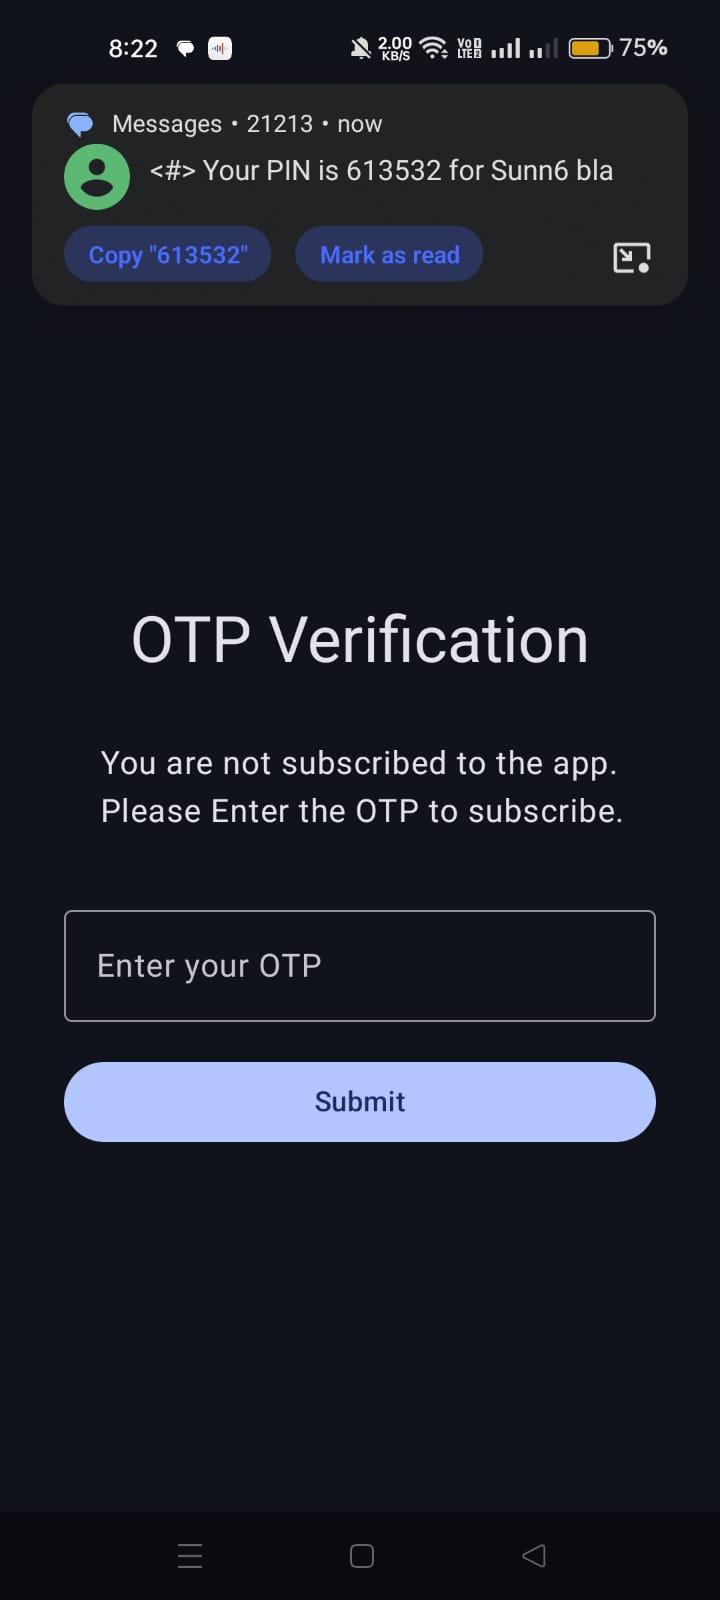 8:22 2.00 KB/S VoD LTE2 75%
Messages • 21213 • now
<#> Your PIN is 613532 for Sunn6 bla
Copy "613532" Mark as read
OTP Verification
You are not subscribed to the app.
Please Enter the OTP to subscribe.
Enter your OTP
Submit